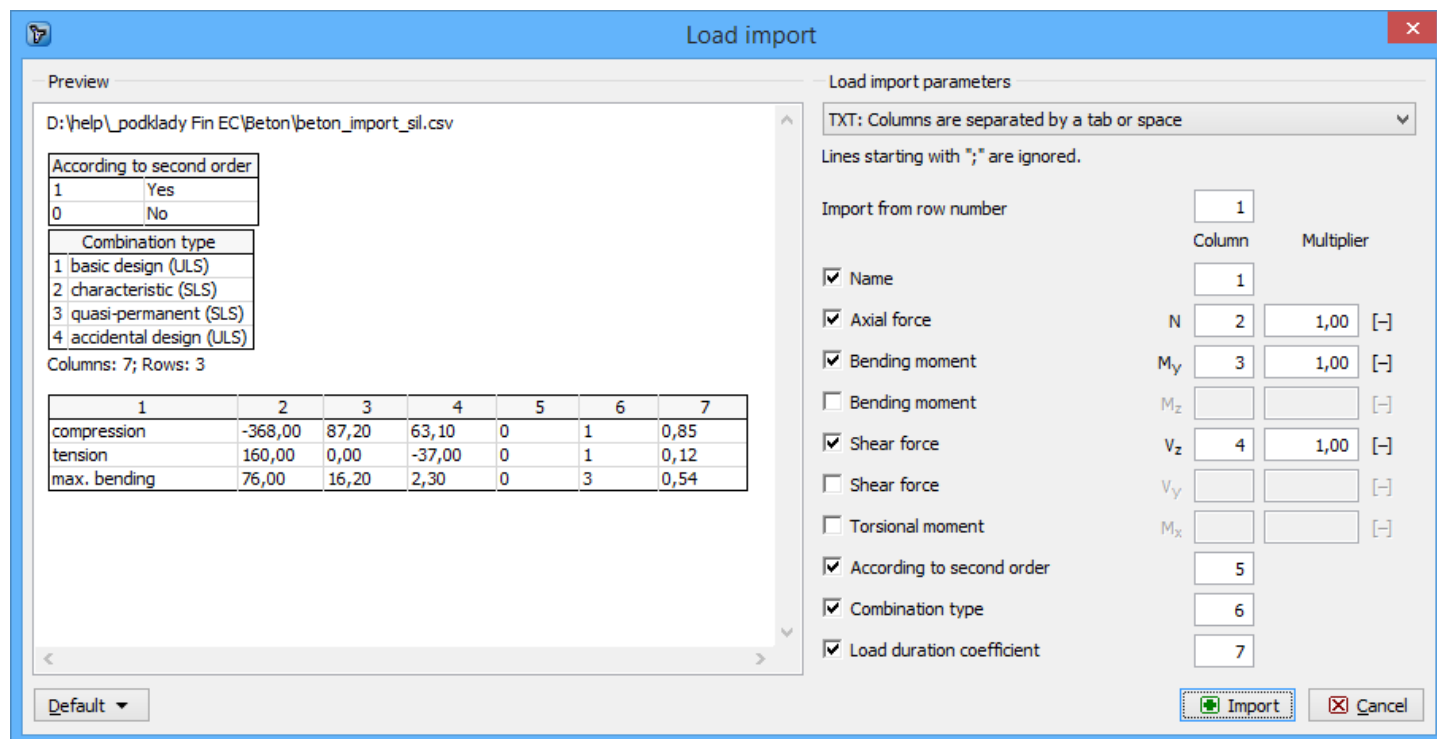 Load import
Preview
D:\help\_podklady Fin EC\Beton\beton_import_sil.csv
According to second order
1 Yes
0 No
Combination type
1 basic design (ULS)
2 characteristic (SLS)
3 quasi-permanent (SLS)
4 accidental design (ULS)
Columns: 7; Rows: 3
1 2 3 4 5 6 7
compression -368,00 87,20 63,10 0 1 0,85
tension 160,00 0,00 -37,00 0 1 0,12
max. bending 76,00 16,20 2,30 0 3 0,54
Default
Load import parameters
TXT: Columns are separated by a tab or space
Lines starting with ";" are ignored.
Import from row number 1
Column Multiplier
Name 1
Axial force N 2 1,00 [–]
Bending moment My 3 1,00 [–]
Bending moment Mz [–]
Shear force Vz 4 1,00 [–]
Shear force Vy [–]
Torsional moment Mx [–]
According to second order 5
Combination type 6
Load duration coefficient 7
Import Cancel